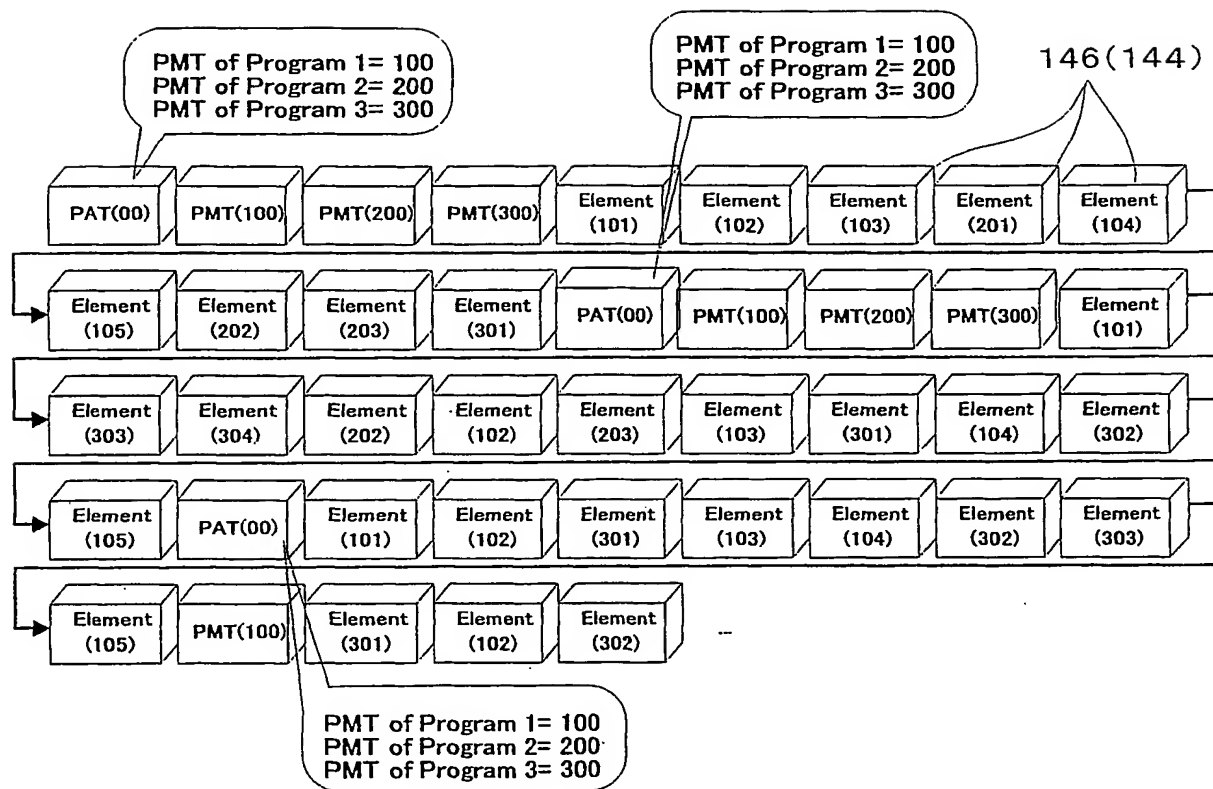 PMT of Program 1= 100
PMT of Program 2= 200
PMT of Program 3= 300
PMT of Program 1= 100
PMT of Program 2= 200
PMT of Program 3= 300
146(144)
PAT(00) PMT(100) PMT(200) PMT(300) Element (101) Element (102) Element (103) Element (201) Element (104)
Element (105) Element (202) Element (203) Element (301) PAT(00) PMT(100) PMT(200) PMT(300) Element (101)
Element (303) Element (304) Element (202) Element (102) Element (203) Element (103) Element (301) Element (104) Element (302)
Element (105) PAT(00) Element (101) Element (102) Element (301) Element (103) Element (104) Element (302) Element (303)
Element (105) PMT(100) Element (301) Element (102) Element (302)
PMT of Program 1= 100
PMT of Program 2= 200
PMT of Program 3= 300